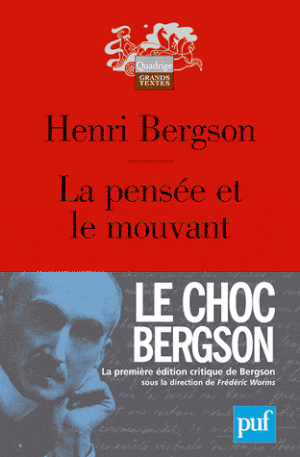 Quadrige
GRANDS
TEXTES
Henri Bergson
La pensée et
le mouvant
LE CHOC
BERGSON
La première édition critique de Bergson
sous la direction de Frédéric Worms
puf